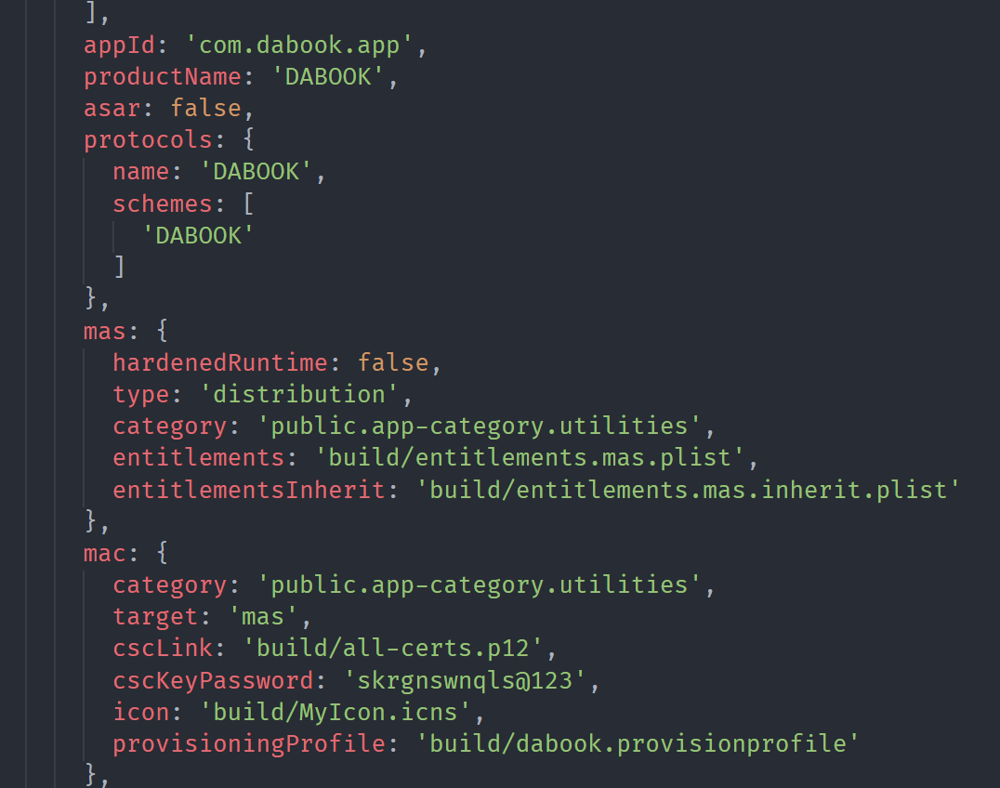 ],
appId: 'com.dabook.app',
productName: 'DABOOK',
asar: false,
protocols: {
name: 'DABOOK',
schemes: [
'DABOOK'
]
},
mas: {
hardenedRuntime: false,
type: 'distribution',
category: 'public.app-category.utilities',
entitlements: 'build/entitlements.mas.plist',
entitlementsInherit: 'build/entitlements.mas.inherit.plist'
},
mac: {
category: 'public.app-category.utilities',
target: 'mas',
cscLink: 'build/all-certs.p12',
cscKeyPassword: 'skrgnswnqls@123',
icon: 'build/MyIcon.icns',
provisioningProfile: 'build/dabook.provisionprofile'
},